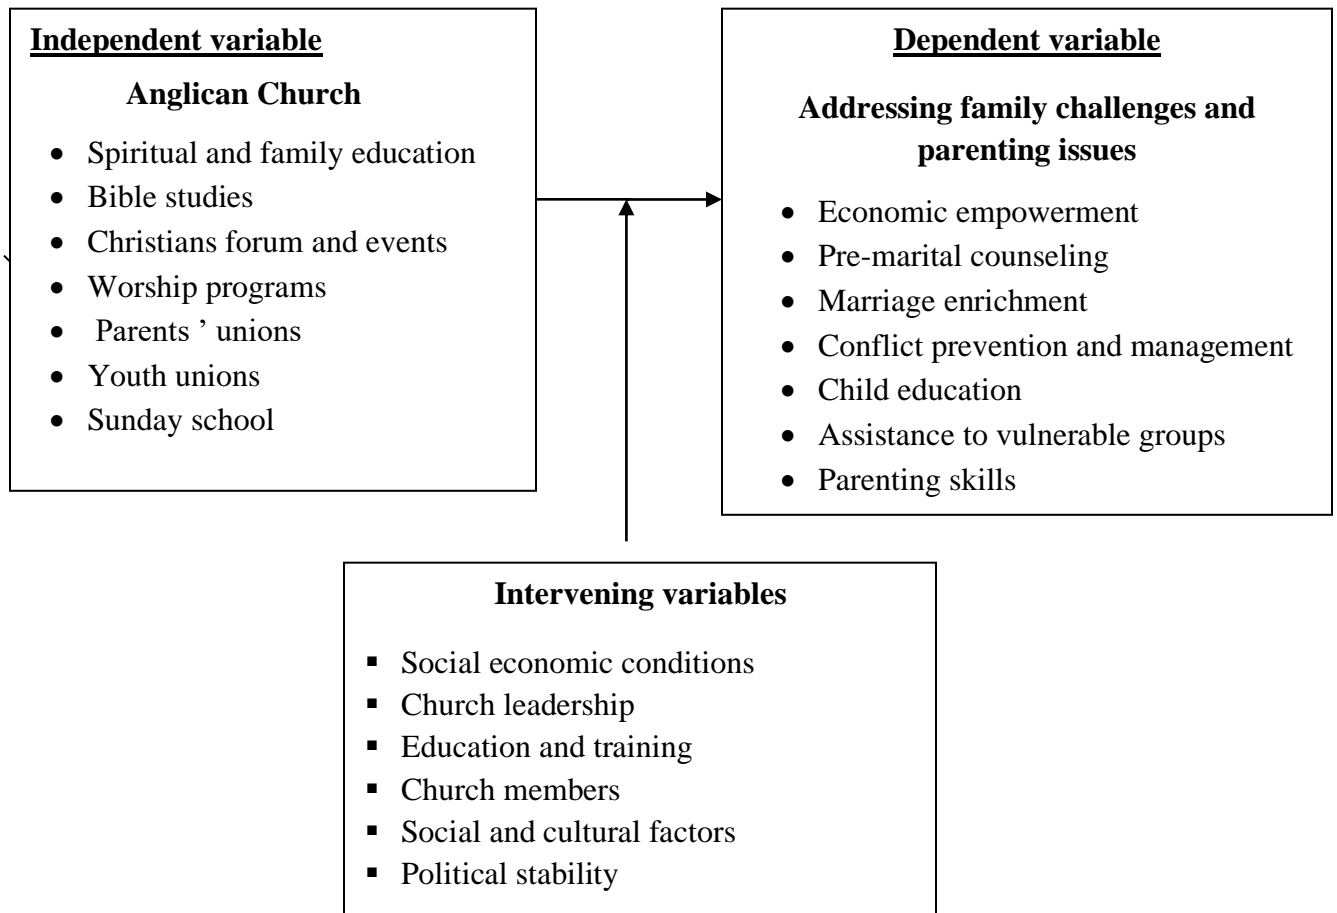 Independent variable
Anglican Church
• Spiritual and family education
• Bible studies
• Christians forum and events
• Worship programs
• Parents ’ unions
• Youth unions
• Sunday school
Dependent variable
Addressing family challenges and
parenting issues
• Economic empowerment
• Pre-marital counseling
• Marriage enrichment
• Conflict prevention and management
• Child education
• Assistance to vulnerable groups
• Parenting skills
Intervening variables
▪ Social economic conditions
▪ Church leadership
▪ Education and training
▪ Church members
▪ Social and cultural factors
▪ Political stability